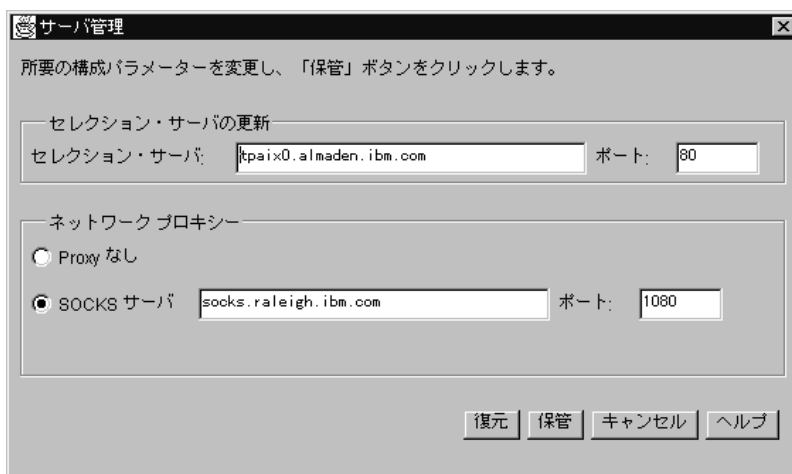 サーバ管理
所要の構成パラメーターを変更し、「保管」ボタンをクリックします。
セレクション・サーバの更新
セレクション・サーバ: tpaix0.almaden.ibm.com ポート: 80
ネットワーク プロキシー
Proxy なし
SOCKS サーバ socks.raleigh.ibm.com ポート: 1080
復元 保管 キャンセル ヘルプ